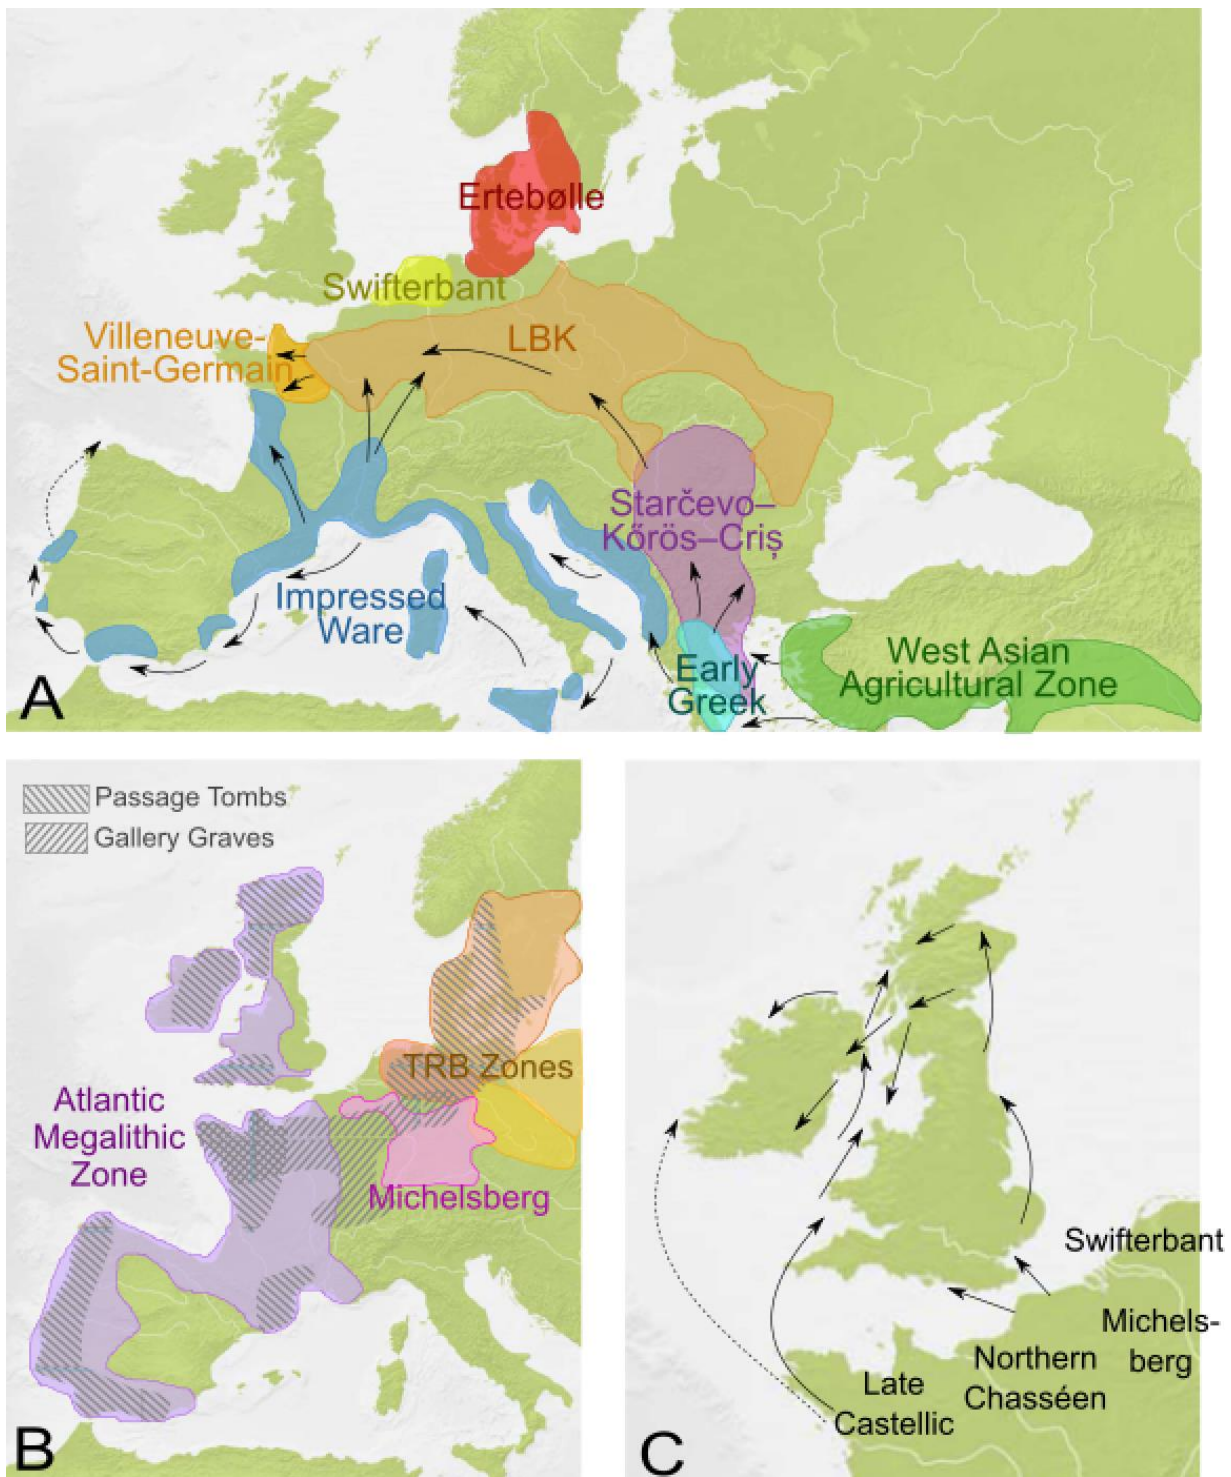 Ertebølle
Swifterbant
Villeneuve-
Saint-Germain
LBK
Starčevo–
Kőrös–Criș
Impressed
Ware
Early
Greek
West Asian
Agricultural Zone
A
Passage Tombs
Gallery Graves
TRB Zones
Atlantic
Megalithic
Zone
Michelsberg
B
Swifterbant
Michels-
berg
Northern
Chasséen
Late
Castellic
C